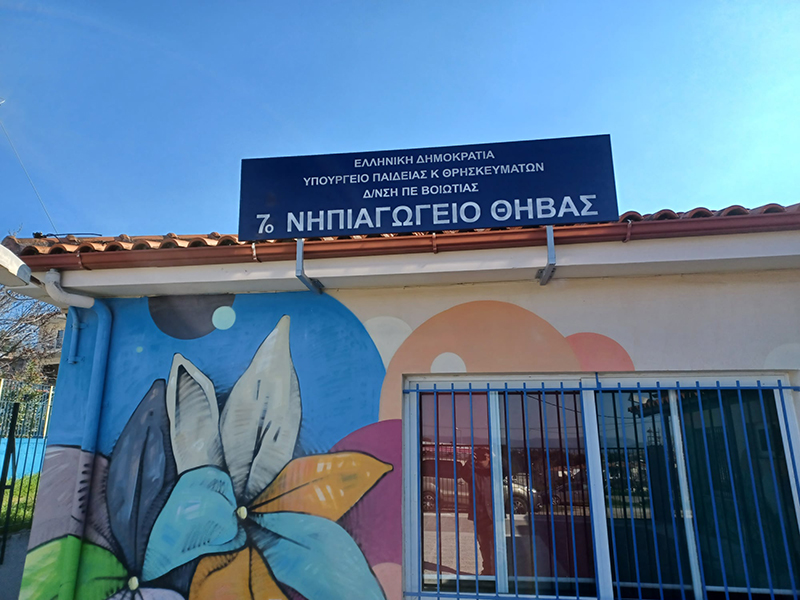 ΕΛΛΗΝΙΚΗ ΔΗΜΟΚΡΑΤΙΑ
ΥΠΟΥΡΓΕΙΟ ΠΑΙΔΕΙΑΣ Κ ΘΡΗΣΚΕΥΜΑΤΩΝ
Δ/ΝΣΗ ΠΕ ΒΟΙΩΤΙΑΣ
7ο ΝΗΠΙΑΓΩΓΕΙΟ ΘΗΒΑΣ